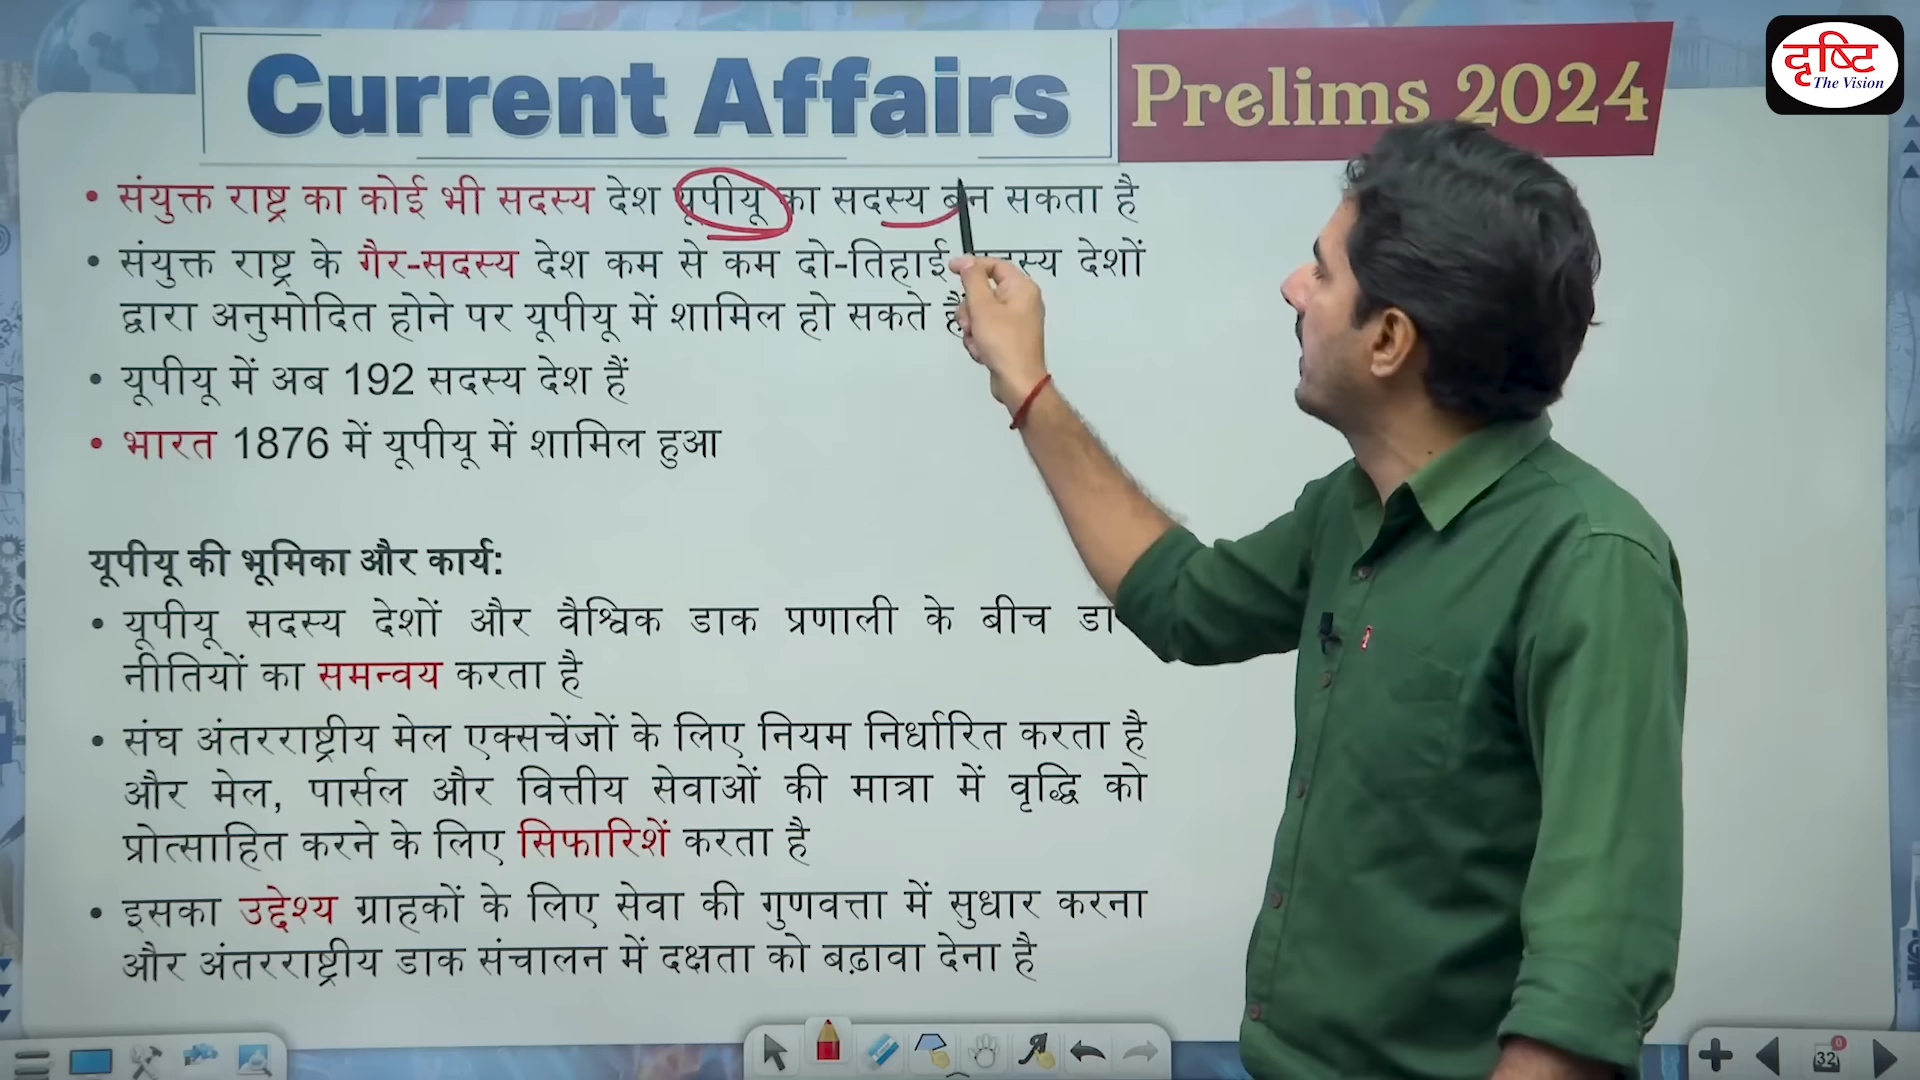 Current Affairs Prelims 2024
दृष्टि
The Vision
• संयुक्त राष्ट्र का कोई भी सदस्य देश यूपीयू का सदस्य बन सकता है
• संयुक्त राष्ट्र के गैर-सदस्य देश कम से कम दो-तिहाई सदस्य देशों
द्वारा अनुमोदित होने पर यूपीयू में शामिल हो सकते हैं
• यूपीयू में अब 192 सदस्य देश हैं
• भारत 1876 में यूपीयू में शामिल हुआ
यूपीयू की भूमिका और कार्य:
• यूपीयू सदस्य देशों और वैश्विक डाक प्रणाली के बीच
नीतियों का समन्वय करता है
• संघ अंतरराष्ट्रीय मेल एक्सचेंजों के लिए नियम निर्धारित करता है
और मेल, पार्सल और वित्तीय सेवाओं की मात्रा में वृद्धि को
प्रोत्साहित करने के लिए सिफारिशें करता है
• इसका उद्देश्य ग्राहकों के लिए सेवा की गुणवत्ता में सुधार करना
और अंतरराष्ट्रीय डाक संचालन में दक्षता को बढ़ावा देना है
32
0